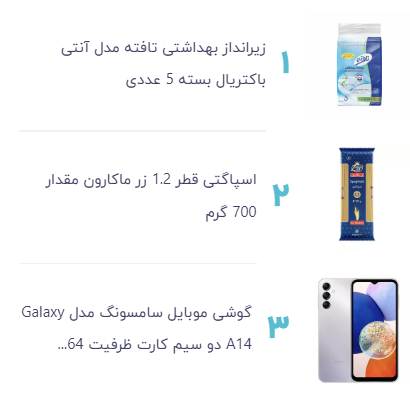 ۱
زیرانداز بهداشتی تافته مدل آنتی
باکتریال بسته 5 عددی
۲
اسپاگتی قطر 1.2 زر ماکارون مقدار
700 گرم
۳
گوشی موبایل سامسونگ مدل Galaxy
A14 دو سیم کارت ظرفیت 64...